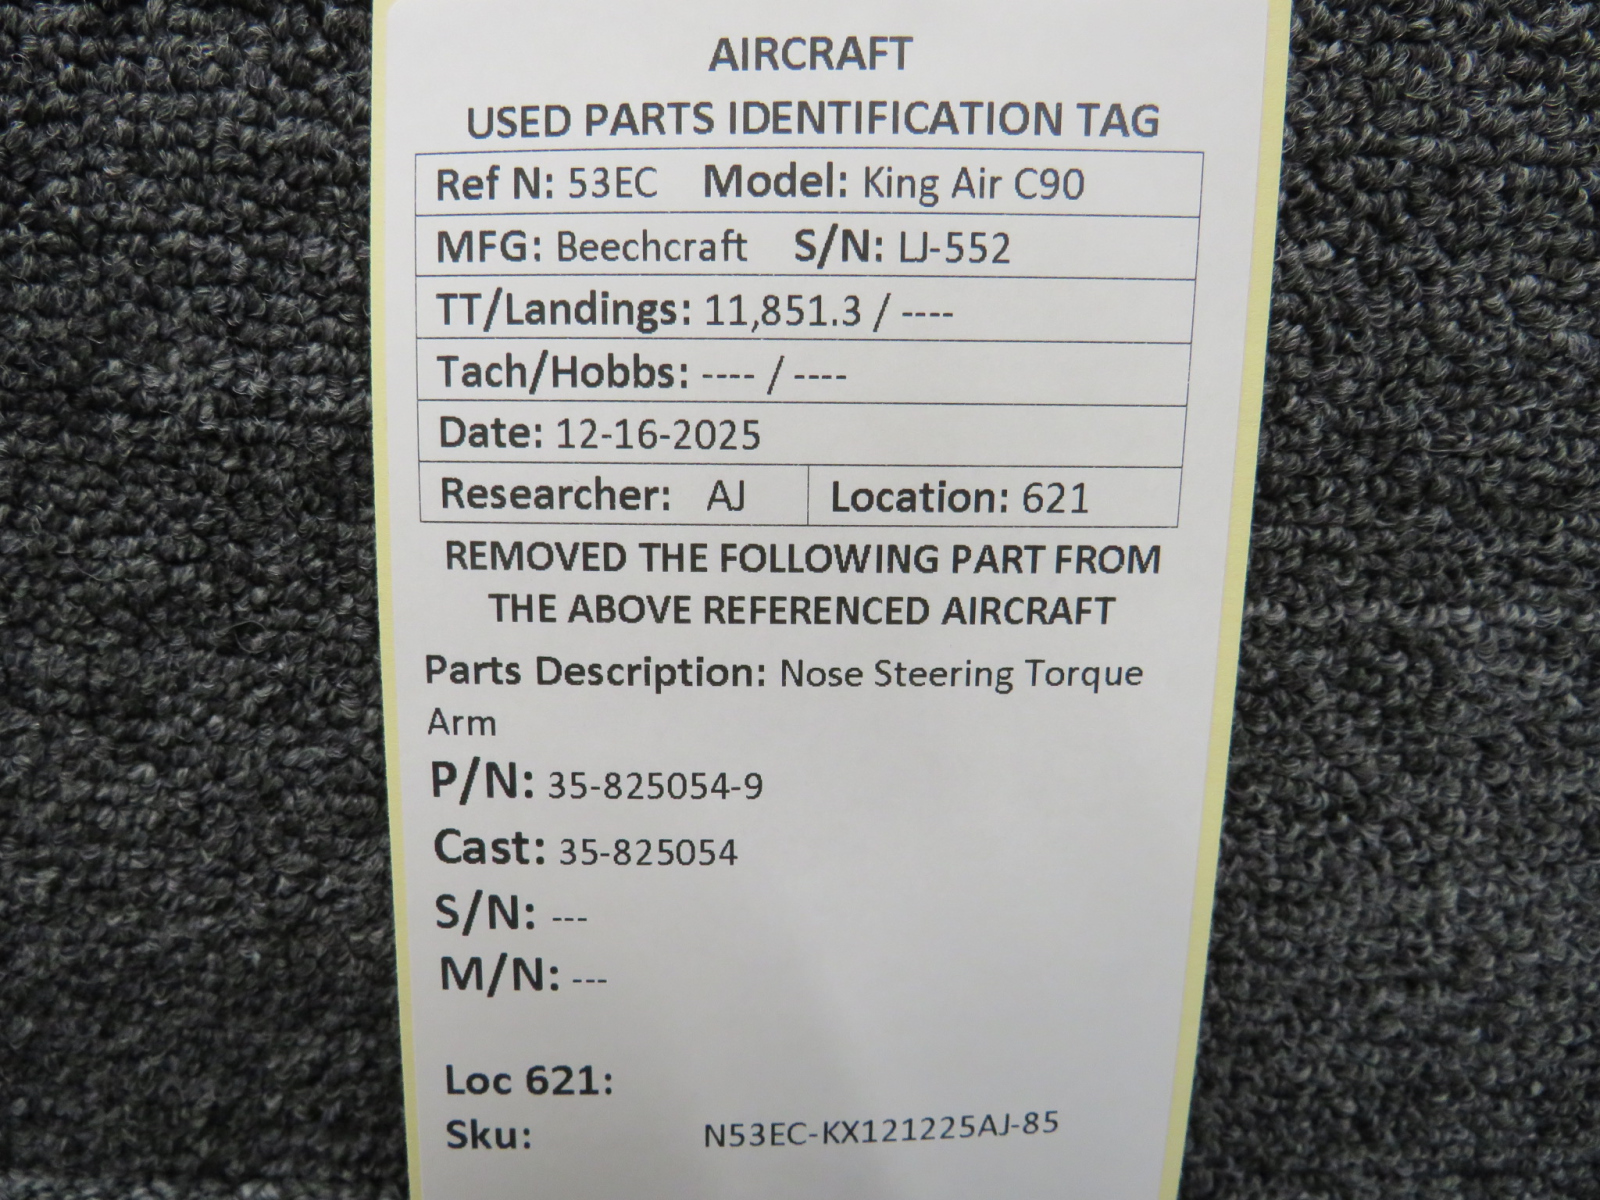 AIRCRAFT
USED PARTS IDENTIFICATION TAG
Ref N: 53EC Model: King Air C90
MFG: Beechcraft S/N: LJ-552
TT/Landings: 11,851.3 / ----
Tach/Hobbs: ---- / ----
Date: 12-16-2025
Researcher: AJ Location: 621
REMOVED THE FOLLOWING PART FROM
THE ABOVE REFERENCED AIRCRAFT
Parts Description: Nose Steering Torque
Arm
P/N: 35-825054-9
Cast: 35-825054
S/N: ---
M/N: ---
Loc 621:
Sku: N53EC-KX121225AJ-85